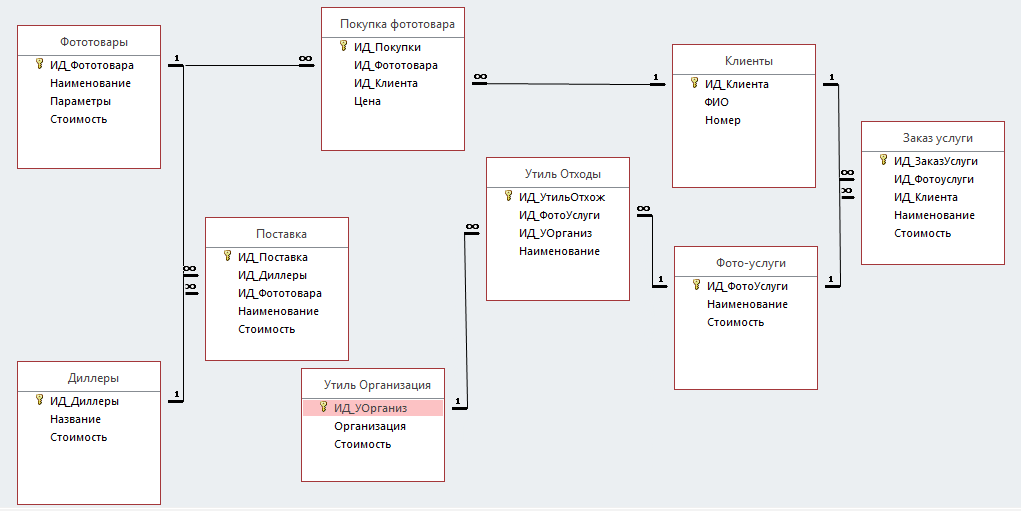 Фототовары
ИД_Фототовара
Наименование
Параметры
Стоимость
Покупка фототовара
ИД_Покупки
ИД_Фототовара
ИД_Клиента
Цена
Клиенты
ИД_Клиента
ФИО
Номер
Заказ услуги
ИД_ЗаказУслуги
ИД_Фотоуслуги
ИД_Клиента
Наименование
Стоимость
Утиль Отходы
ИД_УтильОтхож
ИД_ФотоУслуги
ИД_УОрганиз
Наименование
Поставка
ИД_Поставка
ИД_Диллеры
ИД_Фототовара
Наименование
Стоимость
Фото-услуги
ИД_ФотоУслуги
Наименование
Стоимость
Диллеры
ИД_Диллеры
Название
Стоимость
Утиль Организация
ИД_УОрганиз
Организация
Стоимость
1
∞
∞
1
1
∞
∞
∞
1
1
∞
∞
∞
1
1